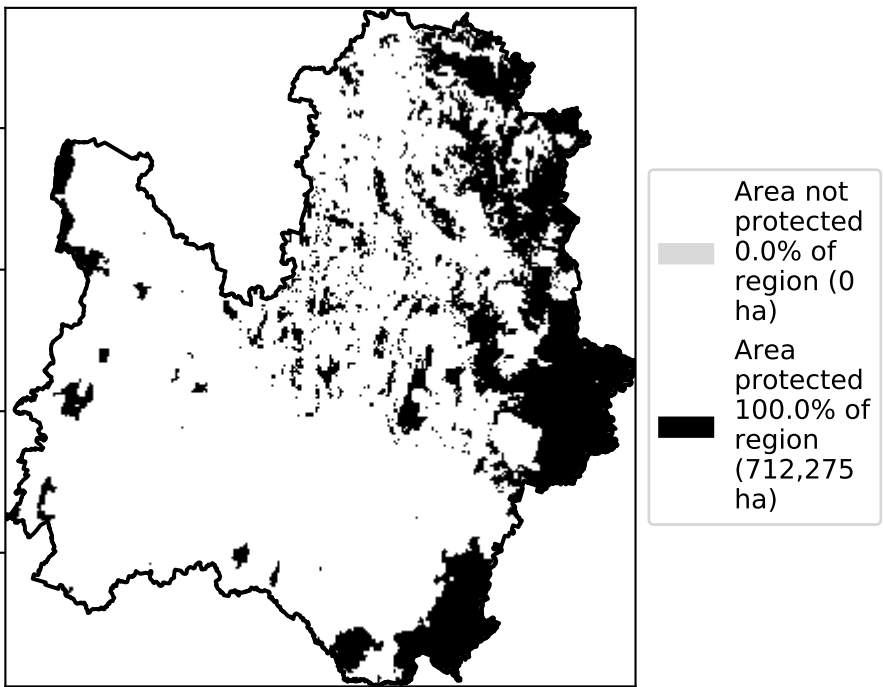 Area not
protected
0.0% of
region (0
ha)
Area
protected
100.0% of
region
(712,275
ha)